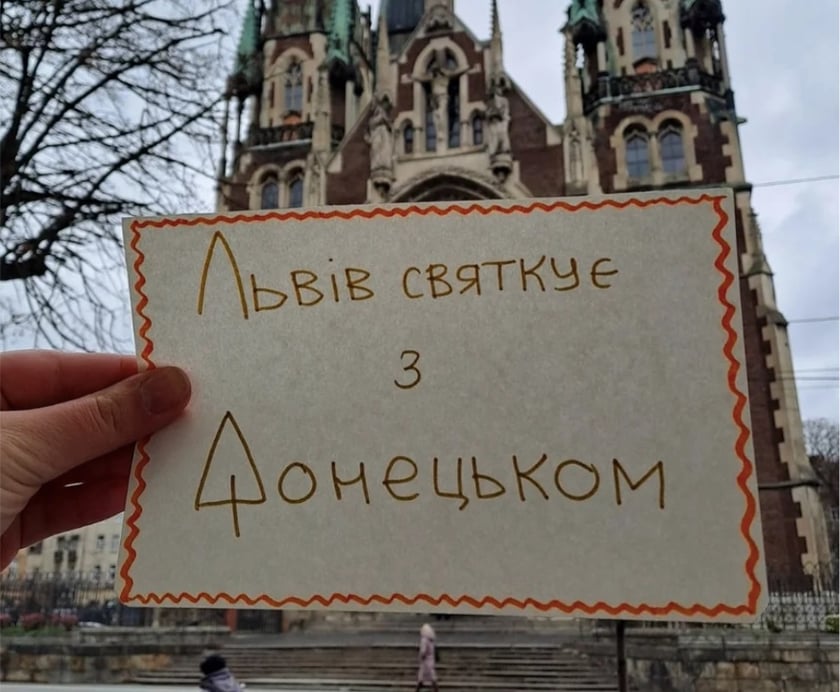 Львів святкує
з
Донецьком